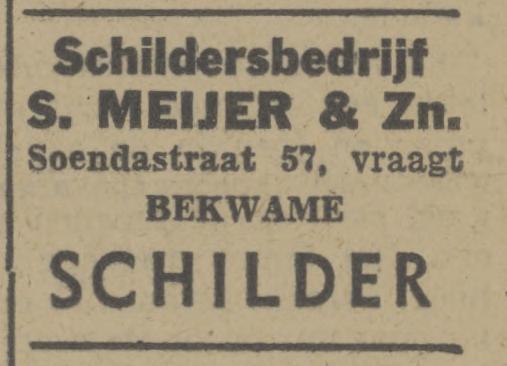 Schildersbedrijf
S. MEIJER & Zn.
Soendastraat 57, vraagt
BEKWAME
SCHILDER